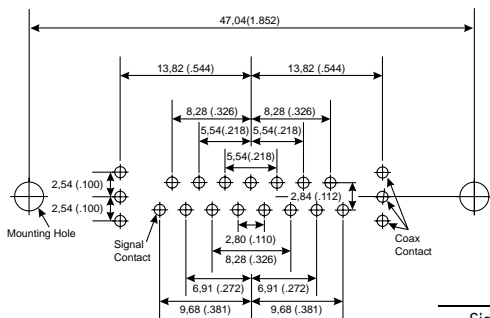 47,04(1.852)
13,82 (.544) 13,82 (.544)
8,28 (.326) 8,28 (.326)
5,54(.218) 5,54(.218)
5,54(.218)
2,54 (.100)
2,84 (.112)
2,54 (.100)
Mounting Hole
Signal
Contact
Coax
Contact
2,80 (.110)
8,28 (.326)
6,91 (.272) 6,91 (.272)
9,68 (.381) 9,68 (.381)